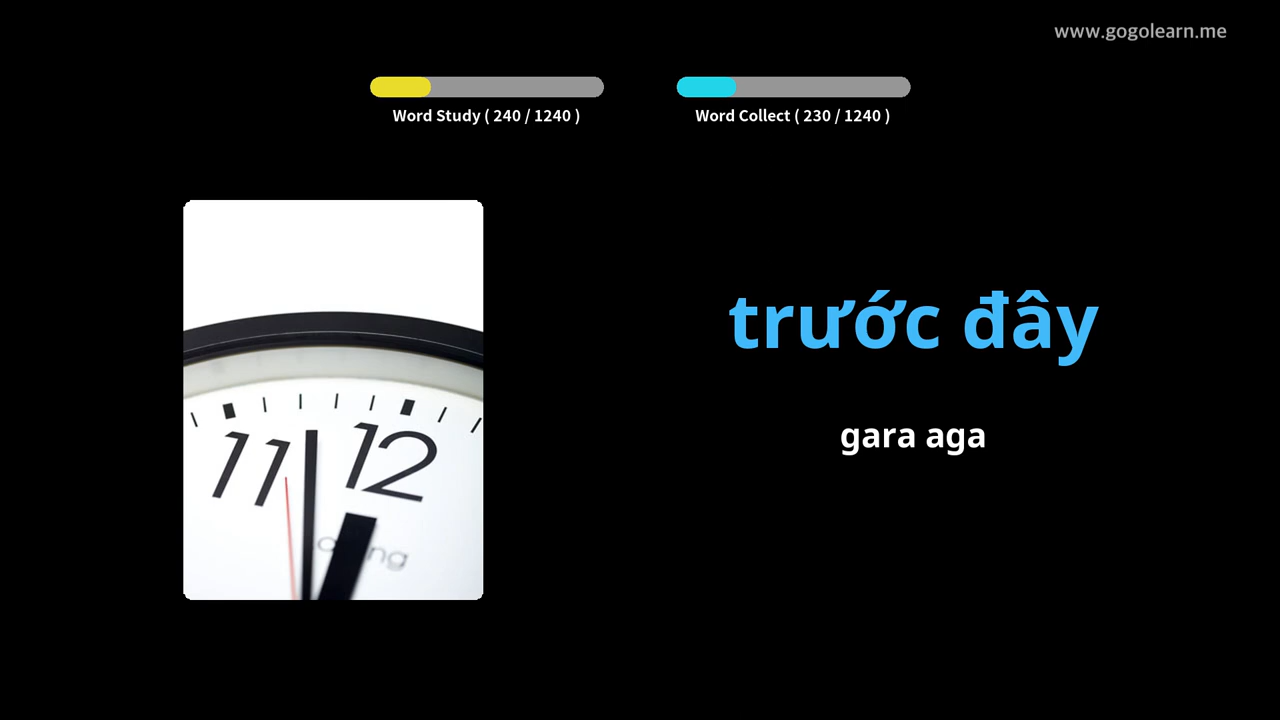 www.gogolearn.me
Word Study ( 240 / 1240 )
Word Collect ( 230 / 1240 )
trước đây
gara aga
11
12